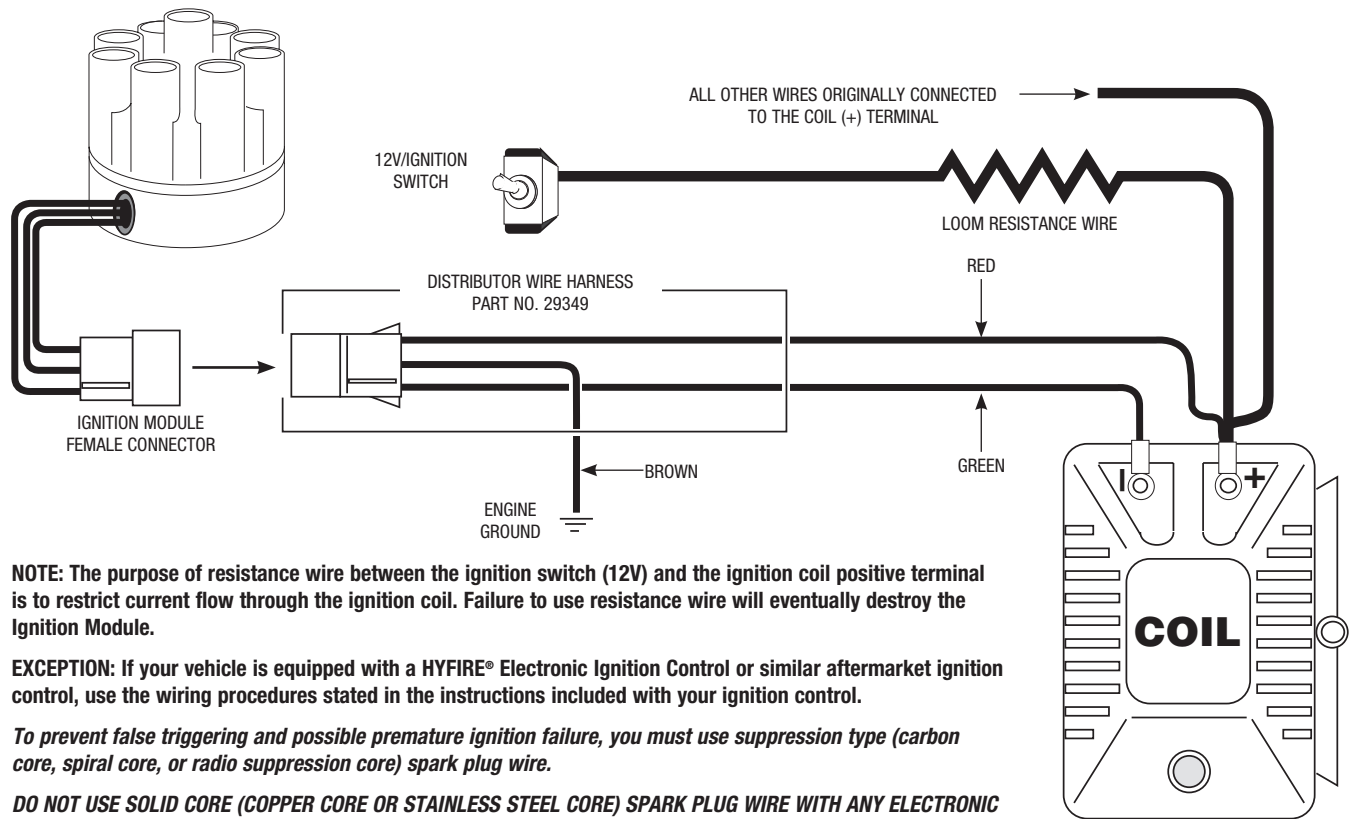 ALL OTHER WIRES ORIGINALLY CONNECTED
TO THE COIL (+) TERMINAL
12V/IGNITION
SWITCH
LOOM RESISTANCE WIRE
RED
DISTRIBUTOR WIRE HARNESS
PART NO. 29349
IGNITION MODULE
FEMALE CONNECTOR
GREEN
BROWN
ENGINE
GROUND
I +
COIL
NOTE: The purpose of resistance wire between the ignition switch (12V) and the ignition coil positive terminal
is to restrict current flow through the ignition coil. Failure to use resistance wire will eventually destroy the
Ignition Module.
EXCEPTION: If your vehicle is equipped with a HYFIRE® Electronic Ignition Control or similar aftermarket ignition
control, use the wiring procedures stated in the instructions included with your ignition control.
To prevent false triggering and possible premature ignition failure, you must use suppression type (carbon
core, spiral core, or radio suppression core) spark plug wire.
DO NOT USE SOLID CORE (COPPER CORE OR STAINLESS STEEL CORE) SPARK PLUG WIRE WITH ANY ELECTRONIC